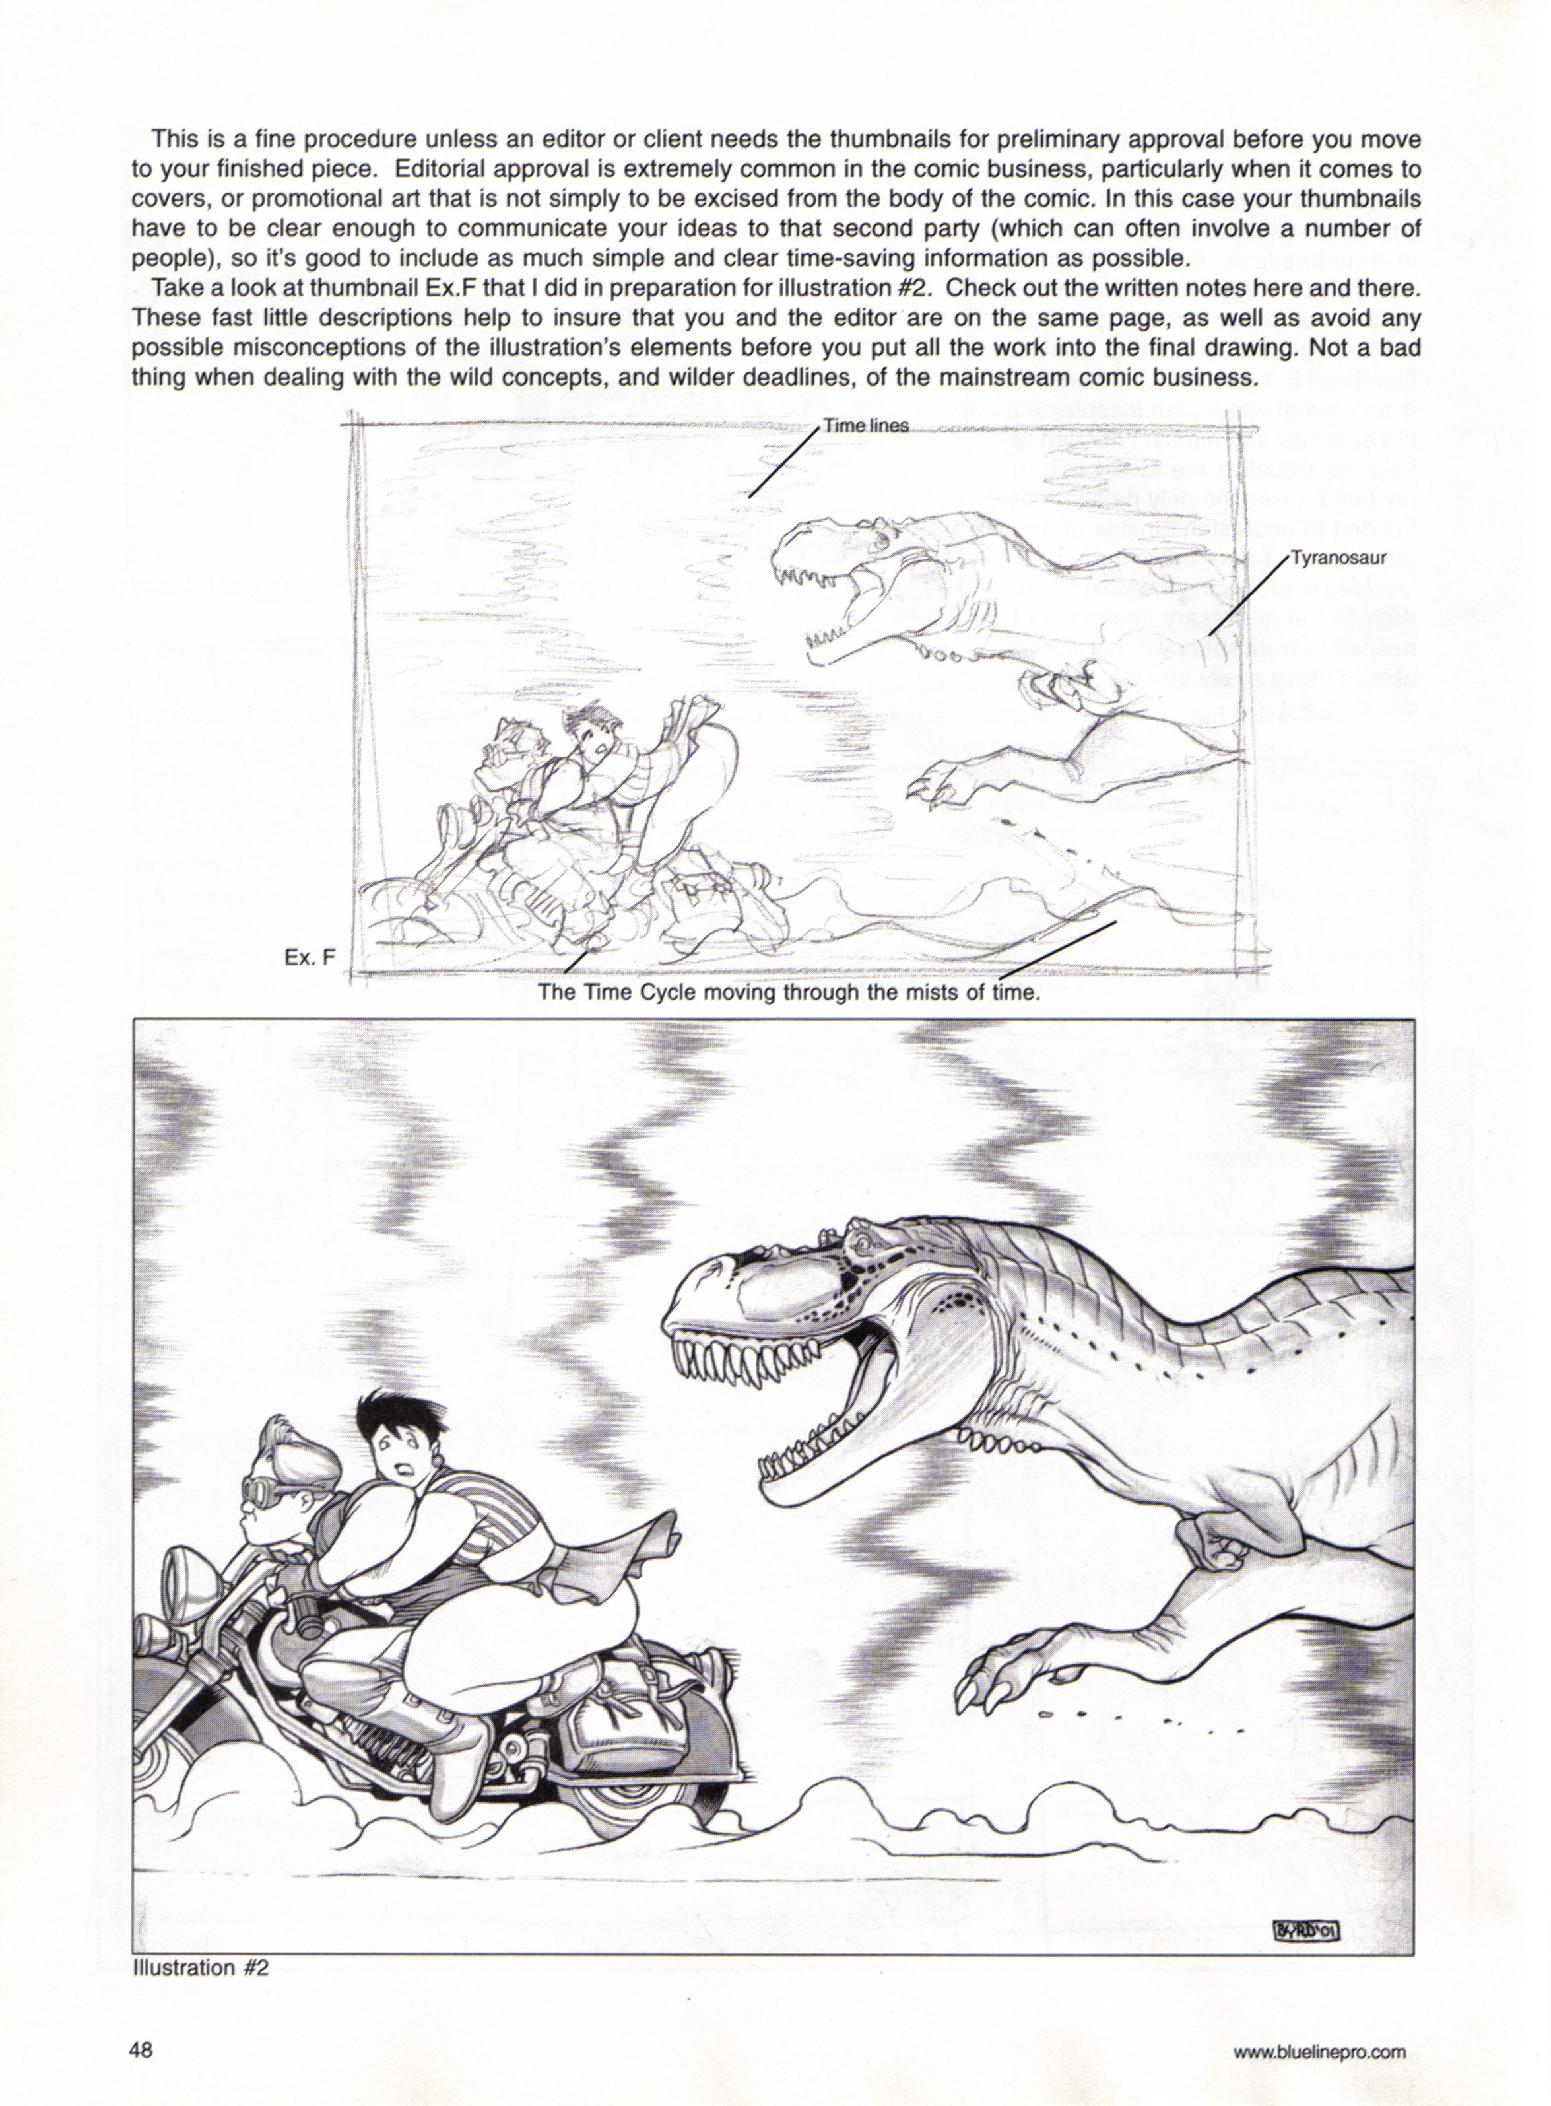 This is a fine procedure unless an editor or client needs the thumbnails for preliminary approval before you move
to your finished piece.  Editorial approval is extremely common in the comic business, particularly when it comes to
covers, or promotional art that is not simply to be excised from the body of the comic. In this case your thumbnails
have to be clear enough to communicate your ideas to that second party (which can often involve a number of
people), so it's good to include as much simple and clear time-saving information as possible.
Take a look at thumbnail Ex.F that I did in preparation for illustration #2.  Check out the written notes here and there.
These fast little descriptions help to insure that you and the editor are on the same page, as well as avoid any
possible misconceptions of the illustration's elements before you put all the work into the final drawing. Not a bad
thing when dealing with the wild concepts, and wilder deadlines, of the mainstream comic business.
Time lines
Tyranosaur
Ex. F
The Time Cycle moving through the mists of time.
BYRD'01
Illustration #2
48
www.bluelinepro.com